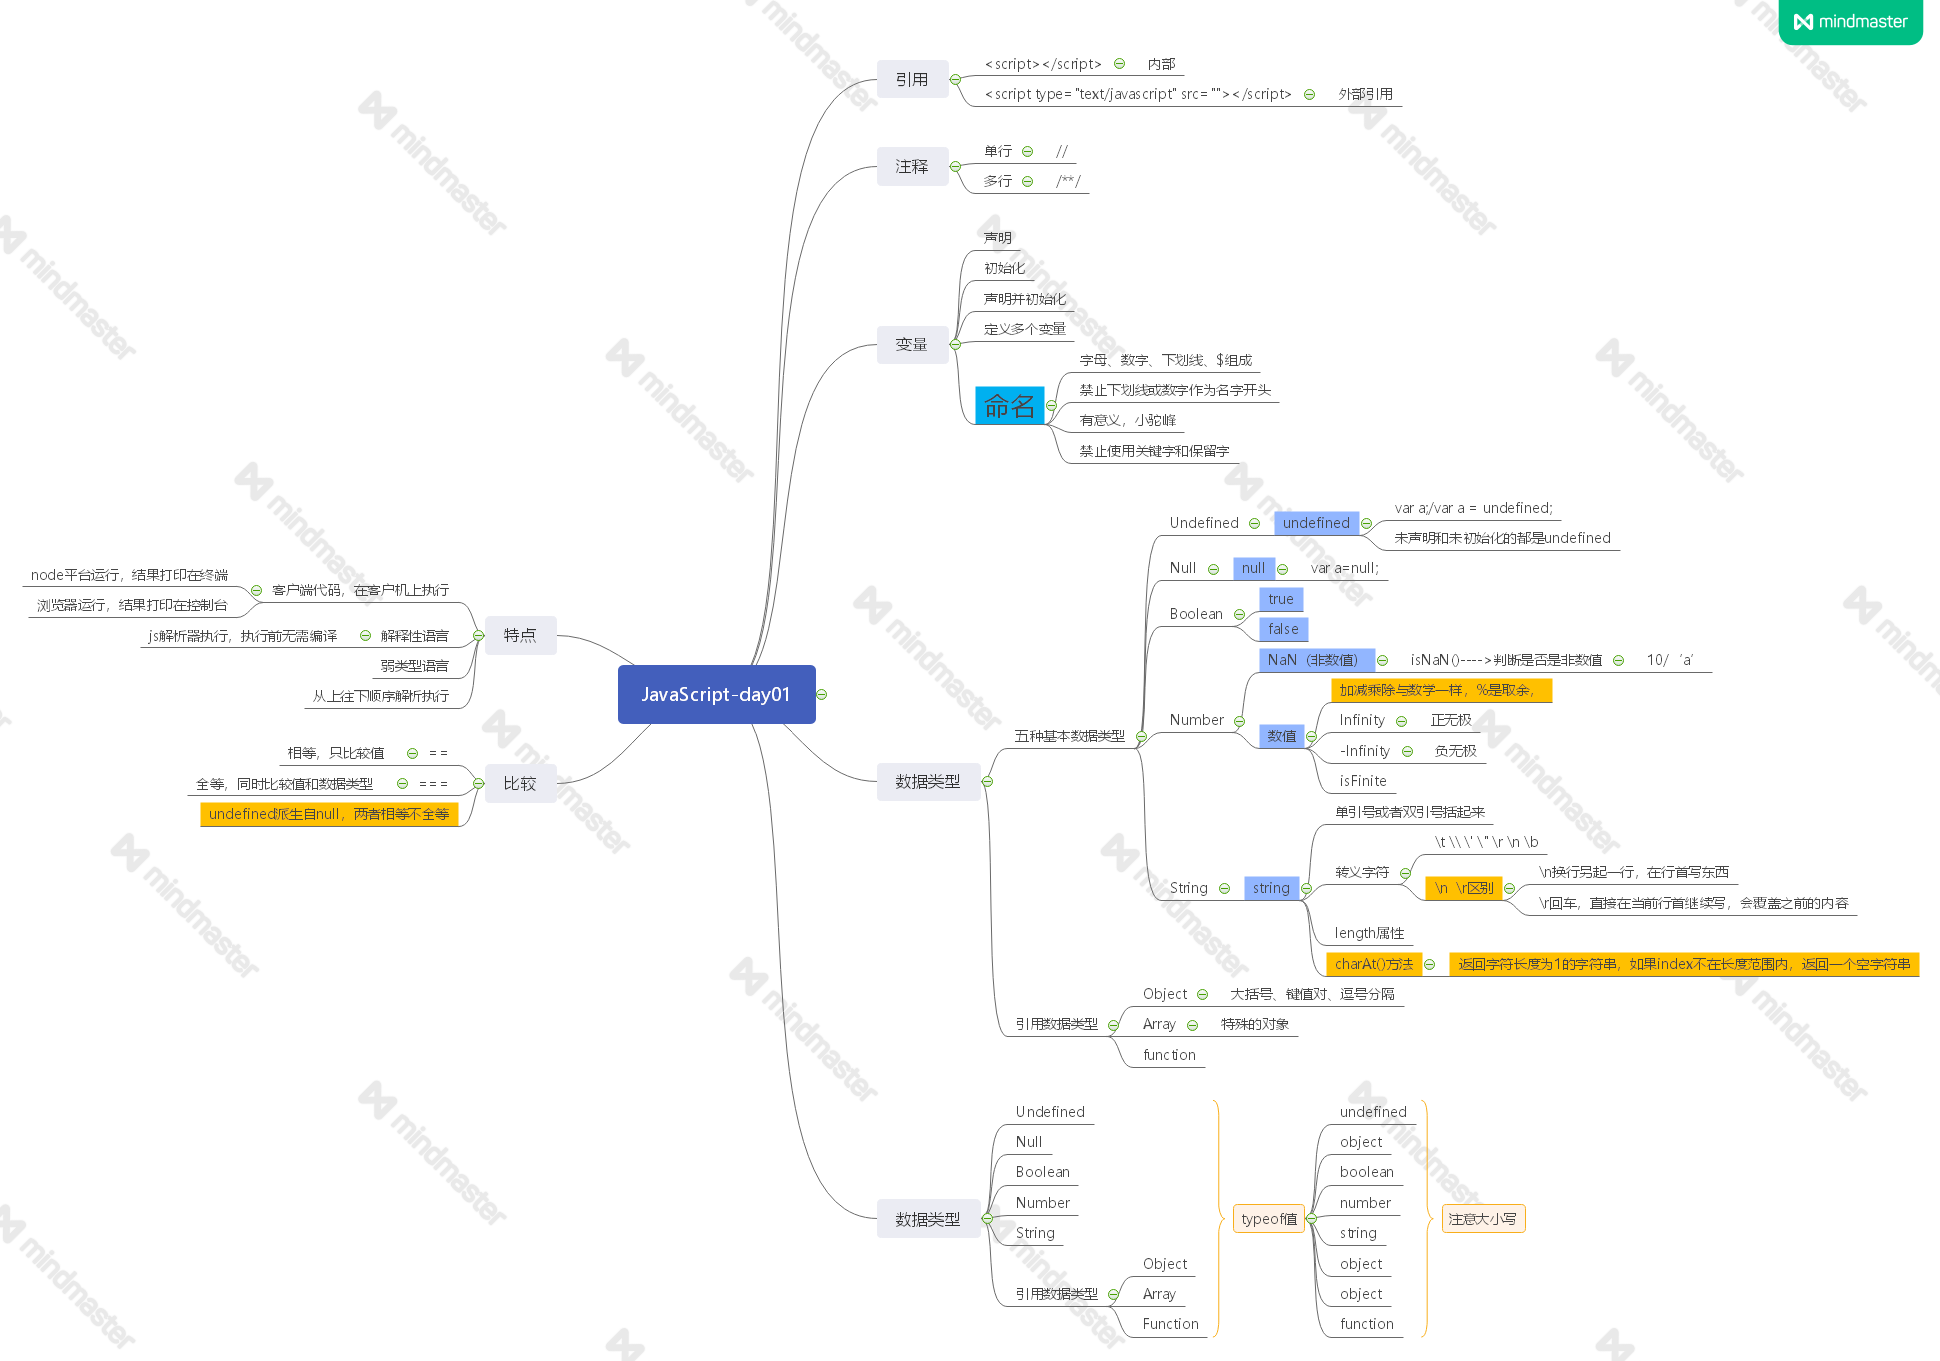 mindmaster
JavaScript-day01
引用
<script></script>
内部
<script type="text/javascript" src=""></script>
外部引用
注释
单行
//
多行
/**/
变量
声明
初始化
声明并初始化
定义多个变量
命名
字母、数字、下划线、$组成
禁止下划线或数字作为名字开头
有意义，小驼峰
禁止使用关键字和保留字
数据类型
五种基本数据类型
Undefined
undefined
var a;/var a = undefined;
未声明和未初始化的都是undefined
Null
null
var a=null;
Boolean
true
false
Number
NaN（非数值）
isNaN()---->判断是否是非数值
10/‘a’
数值
加减乘除与数学一样，%是取余，
Infinity
正无极
-Infinity
负无极
isFinite
String
string
单引号或者双引号括起来
转义字符
\t \\ \' \" \r \n \b
\n \r区别
\n换行另起一行，在行首写东西
\r回车，直接在当前行首继续写，会覆盖之前的内容
length属性
charAt()方法
返回字符长度为1的字符串，如果index不在长度范围内，返回一个空字符串
引用数据类型
Object
大括号、键值对、逗号分隔
Array
特殊的对象
function
数据类型
Undefined
Null
Boolean
Number
String
引用数据类型
Object
Array
Function
typeof值
undefined
object
boolean
number
string
object
object
function
注意大小写
特点
客户端代码，在客户机上执行
node平台运行，结果打印在终端
浏览器运行，结果打印在控制台
解释性语言
js解析器执行，执行前无需编译
弱类型语言
从上往下顺序解析执行
比较
==
相等，只比较值
===
全等，同时比较值和数据类型
undefined派生自null，两者相等不全等